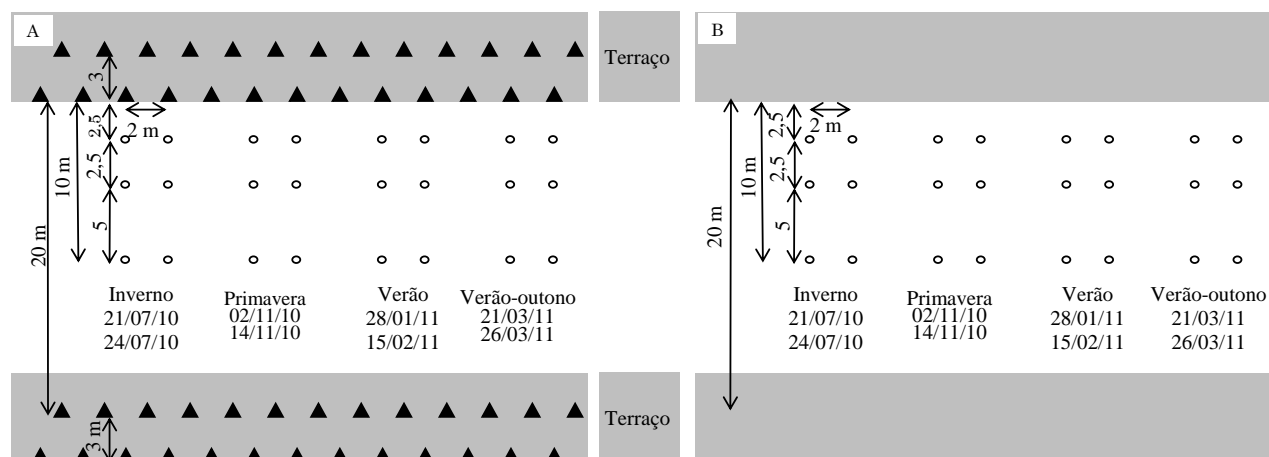 A
Terraço
3
2,5
2 m
2,5
10 m
5
20 m
Inverno
21/07/10
24/07/10
Primavera
02/11/10
14/11/10
Verão
28/01/11
15/02/11
Verão-outono
21/03/11
26/03/11
3 m
Terraço
B
2,5
2 m
2,5
10 m
5
20 m
Inverno
21/07/10
24/07/10
Primavera
02/11/10
14/11/10
Verão
28/01/11
15/02/11
Verão-outono
21/03/11
26/03/11